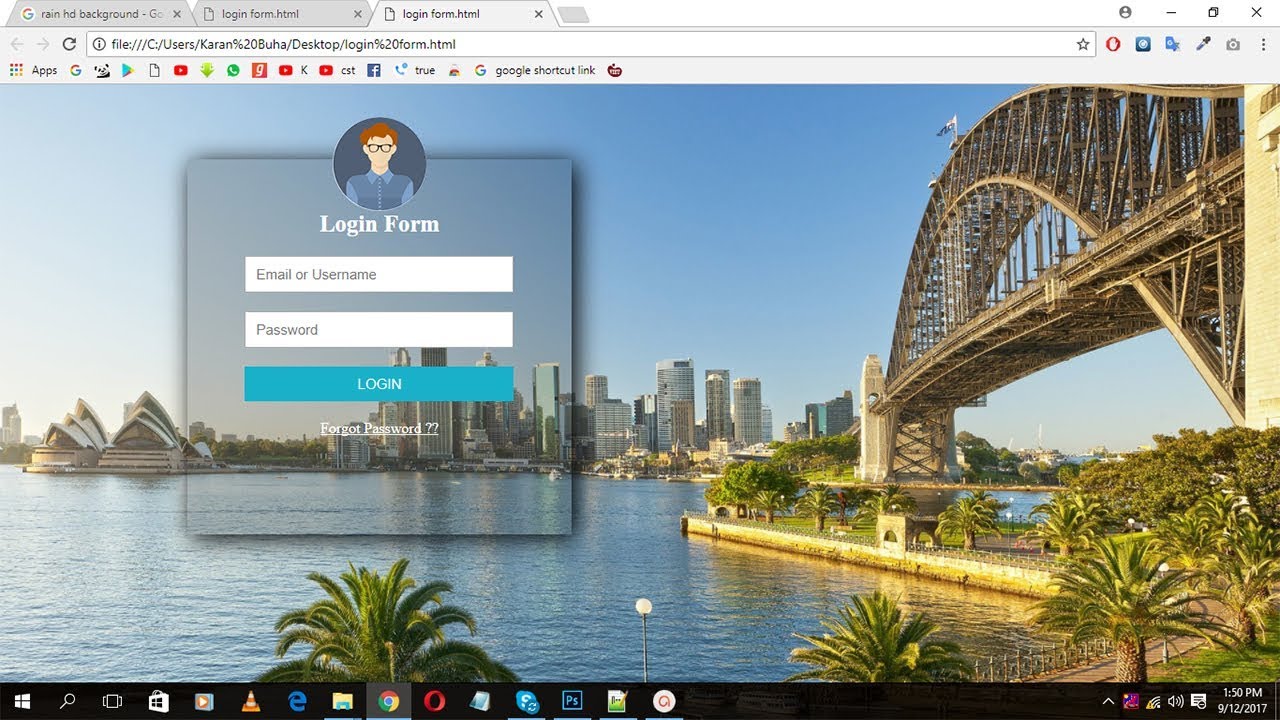 rain hd background - Go
login form.html
login form.html
file:///C:/Users/Karan%20Buha/Desktop/login%20form.html
Apps
K
cst
true
google shortcut link
Login Form
Email or Username
Password
LOGIN
Forgot Password ??
Ps
1:50 PM
9/12/2017